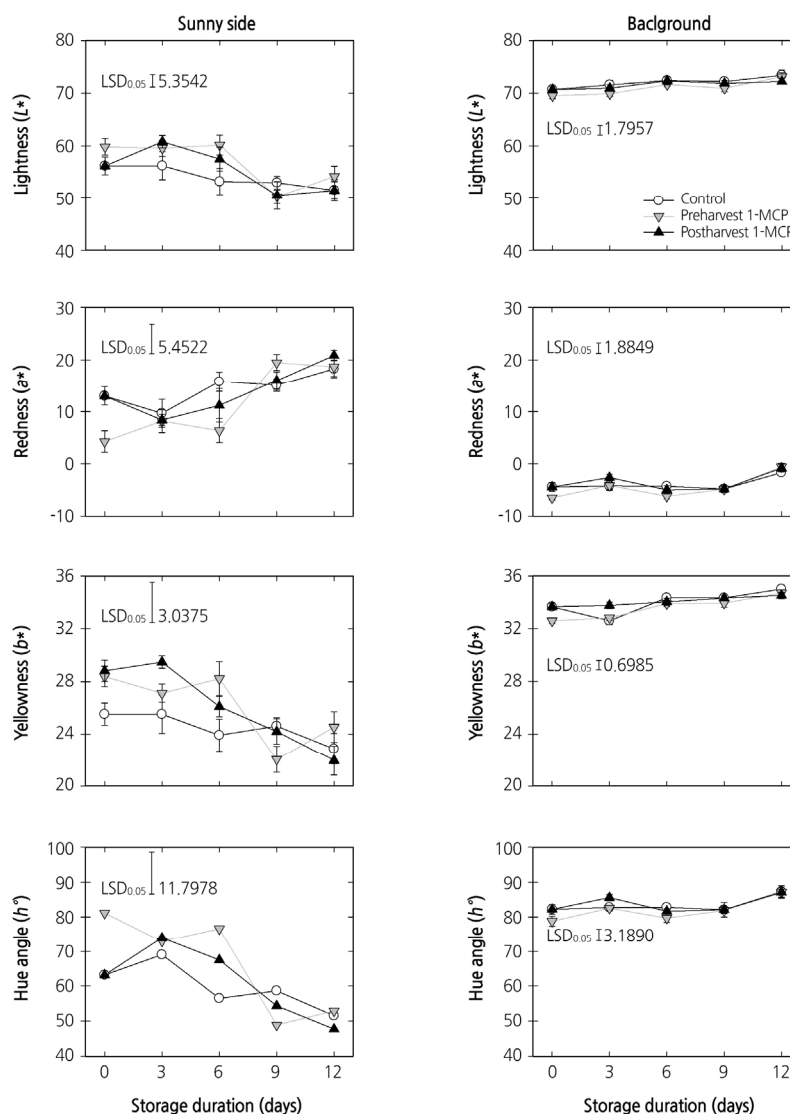 Sunny side
Baclground
80
70
60
50
40
Lightness (L*)
LSD0.05 5.3542
80
70
60
50
40
Lightness (L*)
LSD0.05 1.7957
Control
Preharvest 1-MCP
Postharvest 1-MCP
30
20
10
0
-10
Redness (a*)
LSD0.05 5.4522
30
20
10
0
-10
Redness (a*)
LSD0.05 1.8849
36
32
28
24
20
Yellowness (b*)
LSD0.05 3.0375
36
32
28
24
20
Yellowness (b*)
LSD0.05 0.6985
100
90
80
70
60
50
40
Hue angle (h°)
LSD0.05 11.7978
0 3 6 9 12
Storage duration (days)
100
90
80
70
60
50
40
Hue angle (h°)
LSD0.05 3.1890
0 3 6 9 12
Storage duration (days)